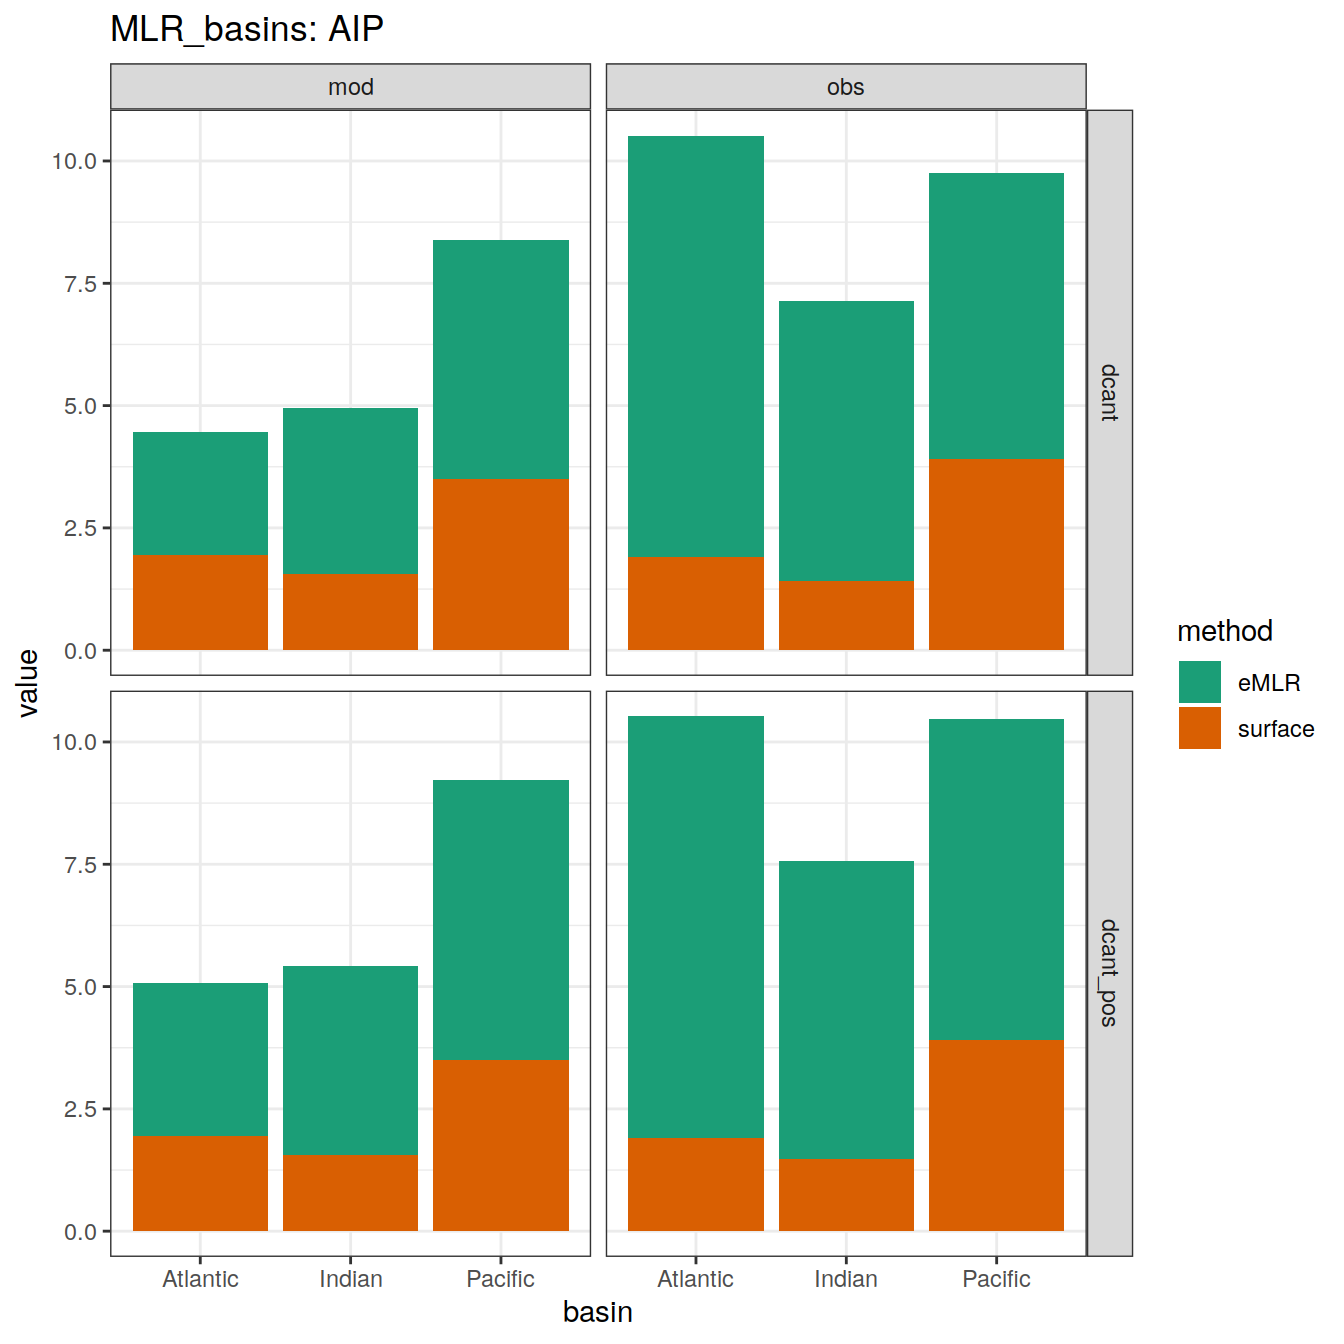 MLR_basins: AIP
mod
obs
10.0
7.5
5.0
2.5
0.0
dcant
10.0
7.5
5.0
2.5
0.0
dcant_pos
value
Atlantic
Indian
Pacific
Atlantic
Indian
Pacific
basin
method
eMLR
surface